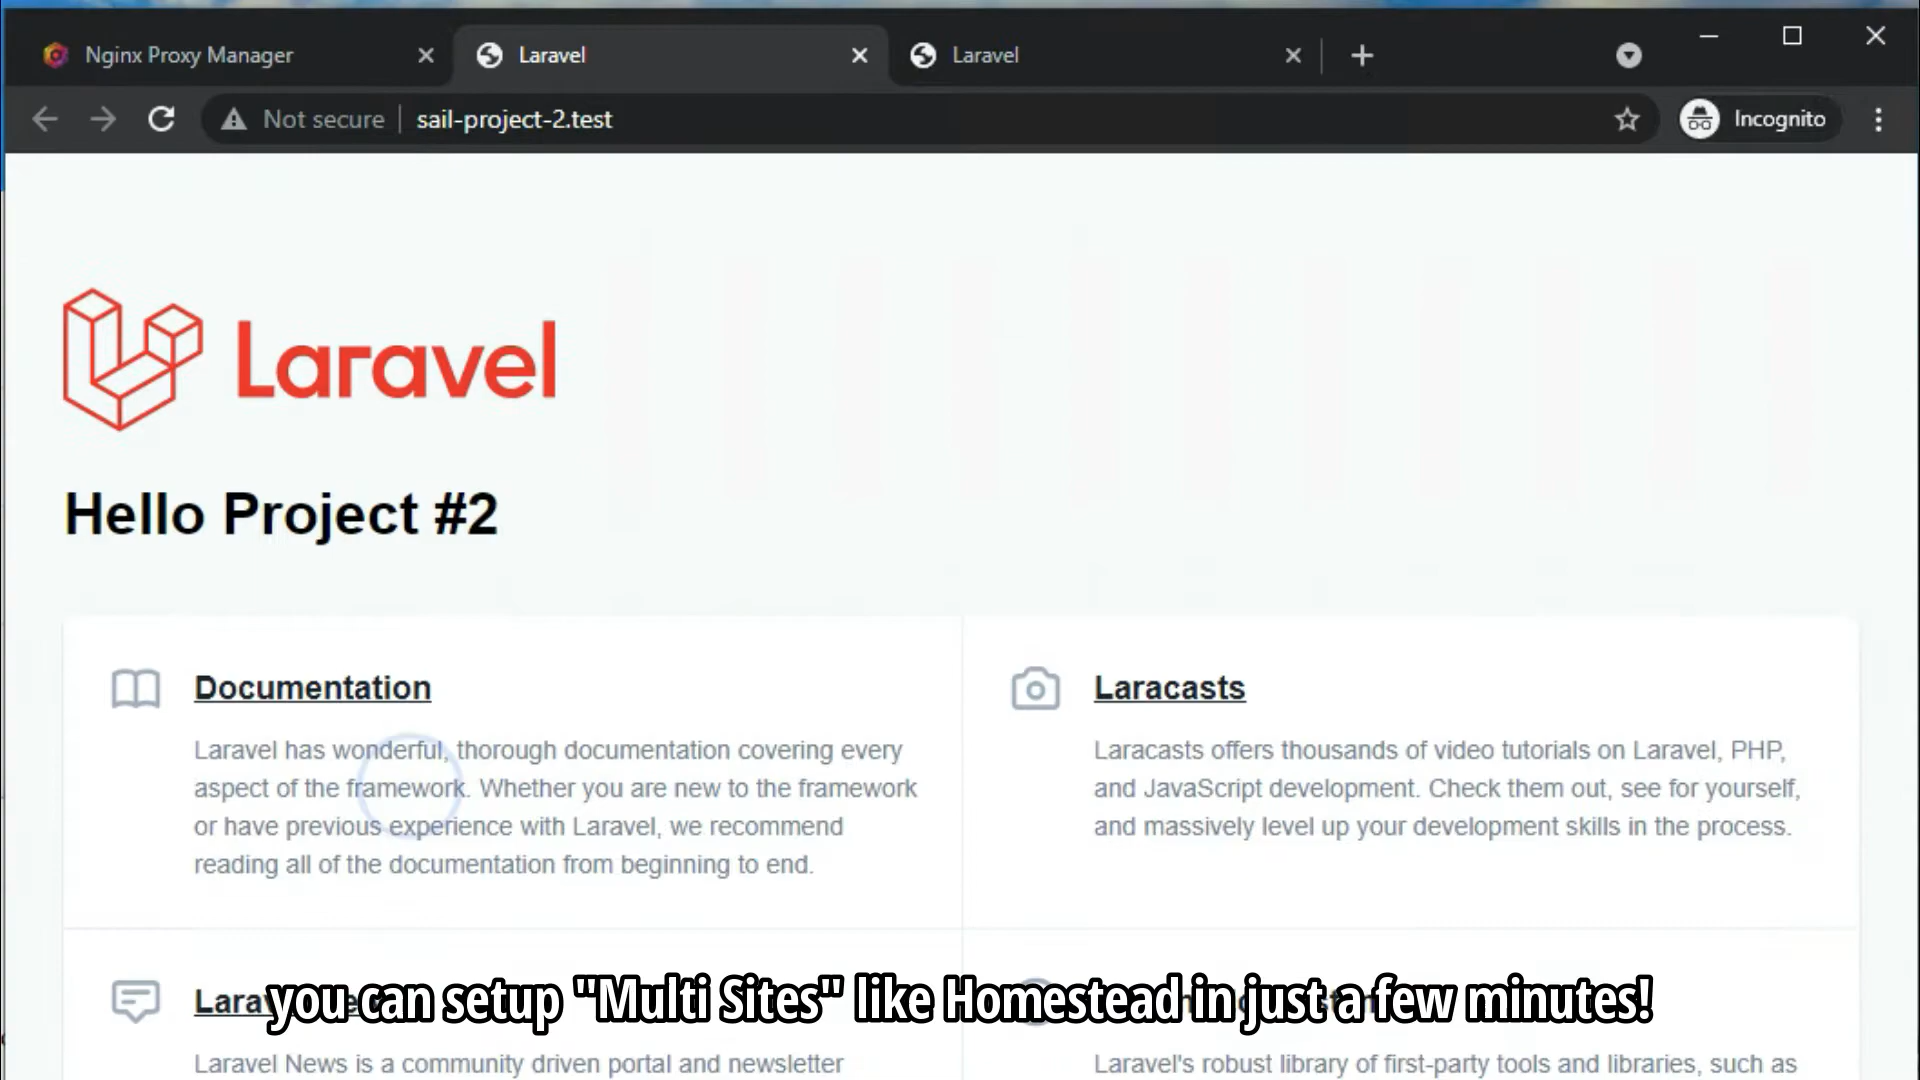 Nginx Proxy Manager
Laravel
Laravel
Not secure
sail-project-2.test
Incognito
Laravel
Hello Project #2
Documentation
Laravel has wonderful, thorough documentation covering every
aspect of the framework. Whether you are new to the framework
or have previous experience with Laravel, we recommend
reading all of the documentation from beginning to end.
Laracasts
Laracasts offers thousands of video tutorials on Laravel, PHP,
and JavaScript development. Check them out, see for yourself,
and massively level up your development skills in the process.
you can setup "Multi Sites" like Homestead in just a few minutes!
Laravel News is a community driven portal and newsletter
Laravel's robust library of first-party tools and libraries, such as